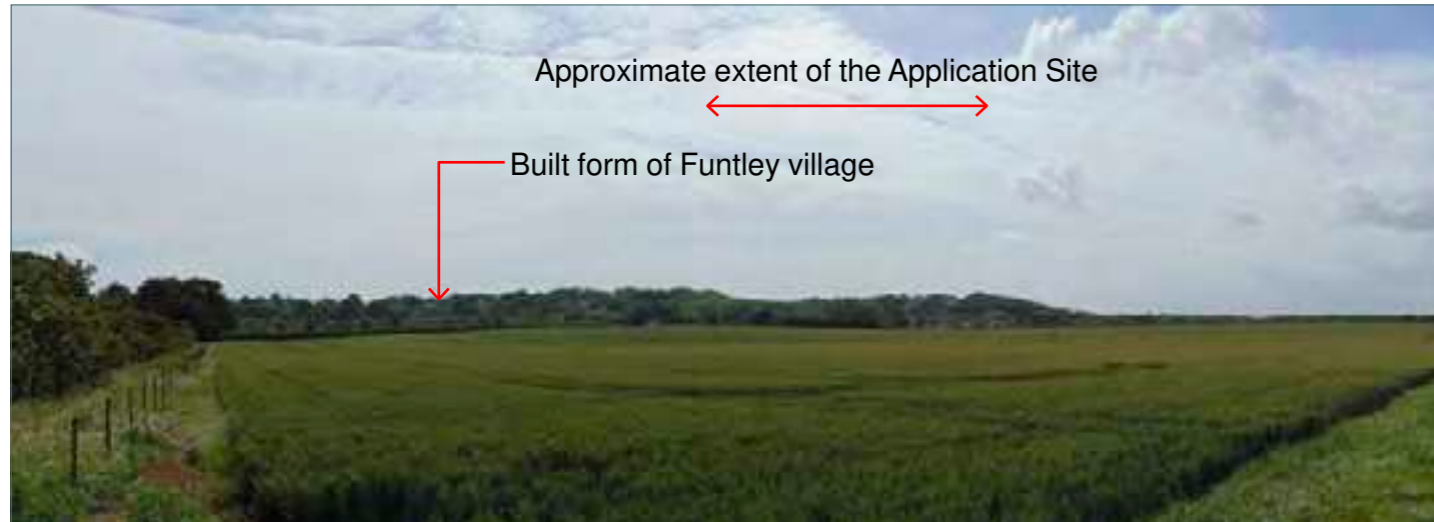 Approximate extent of the Application Site
Built form of Funtley village